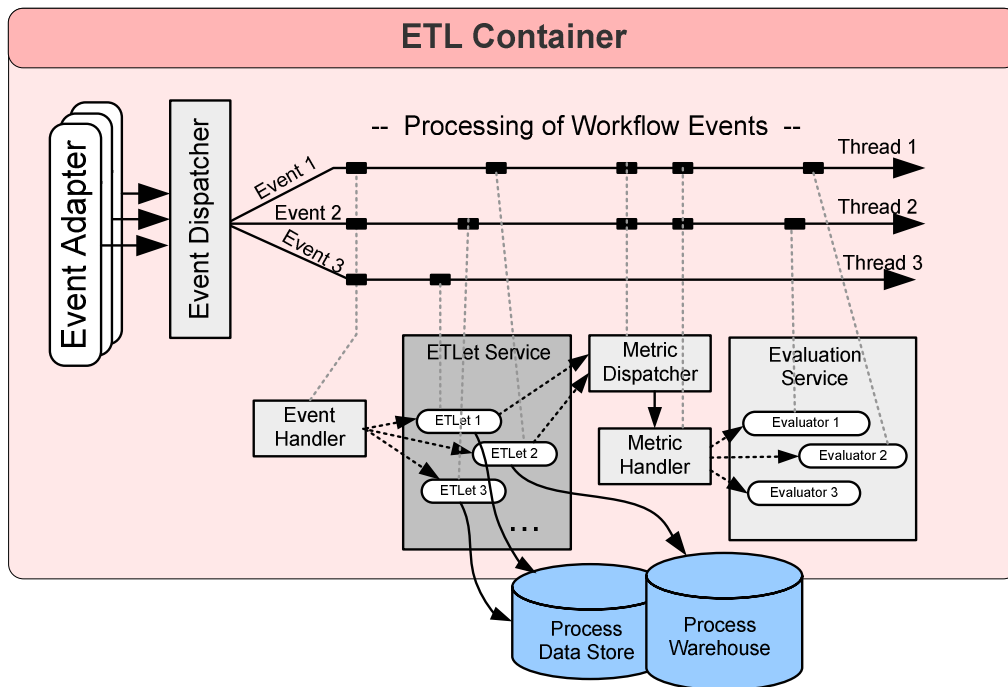 ETL Container
-- Processing of Workflow Events --
Event Adapter
Event Dispatcher
Event 1
Event 2
Event 3
Thread 1
Thread 2
Thread 3
Event
Handler
ETLet Service
ETLet 1
ETLet 2
ETLet 3
...
Metric
Dispatcher
Metric
Handler
Evaluation
Service
Evaluator 1
Evaluator 2
Evaluator 3
Process
Data Store
Process
Warehouse